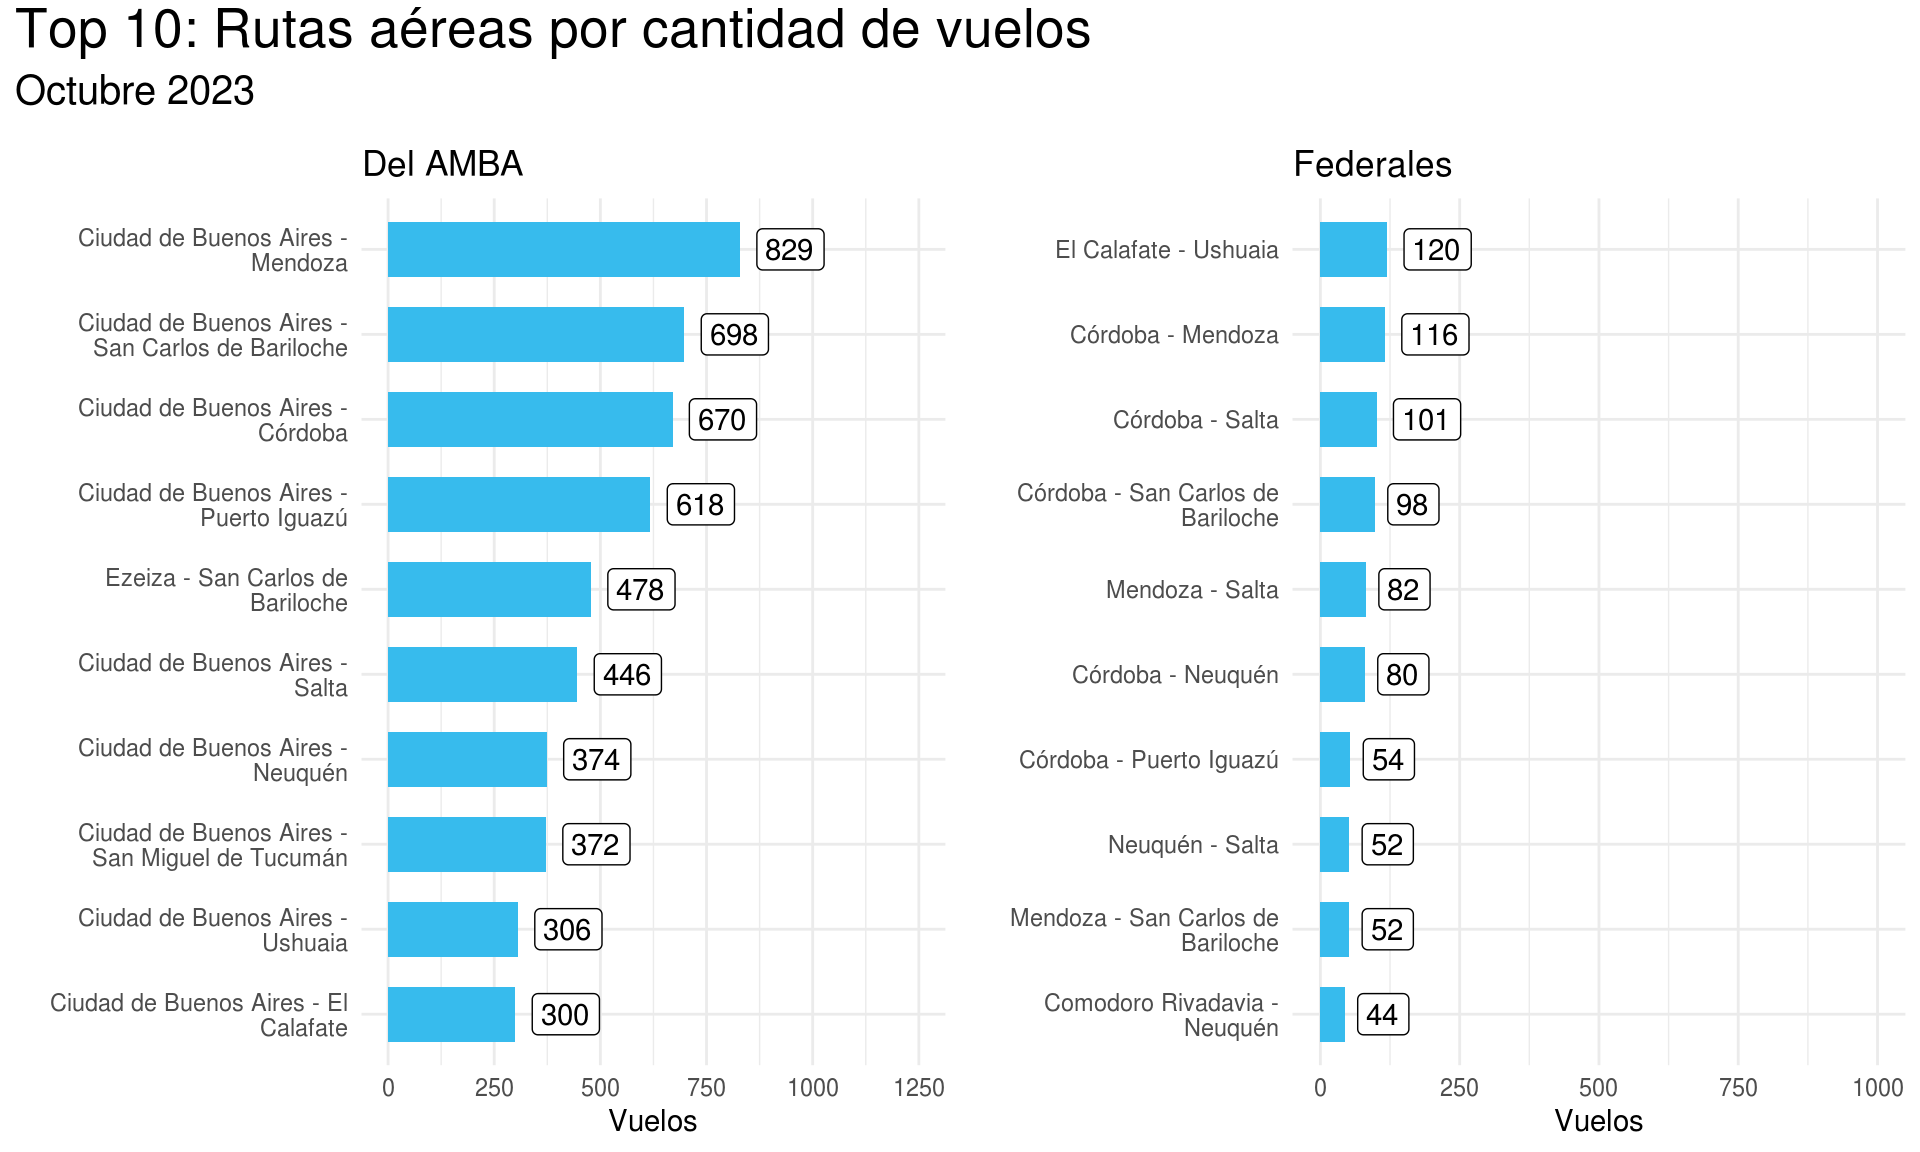 Top 10: Rutas aéreas por cantidad de vuelos
Octubre 2023
Del AMBA
Ciudad de Buenos Aires -
Mendoza
829
Ciudad de Buenos Aires -
San Carlos de Bariloche
698
Ciudad de Buenos Aires -
Córdoba
670
Ciudad de Buenos Aires -
Puerto Iguazú
618
Ezeiza - San Carlos de
Bariloche
478
Ciudad de Buenos Aires -
Salta
446
Ciudad de Buenos Aires -
Neuquén
374
Ciudad de Buenos Aires -
San Miguel de Tucumán
372
Ciudad de Buenos Aires -
Ushuaia
306
Ciudad de Buenos Aires - El
Calafate
300
0 250 500 750 1000 1250
Vuelos
Federales
El Calafate - Ushuaia
120
Córdoba - Mendoza
116
Córdoba - Salta
101
Córdoba - San Carlos de
Bariloche
98
Mendoza - Salta
82
Córdoba - Neuquén
80
Córdoba - Puerto Iguazú
54
Neuquén - Salta
52
Mendoza - San Carlos de
Bariloche
52
Comodoro Rivadavia -
Neuquén
44
0 250 500 750 1000
Vuelos